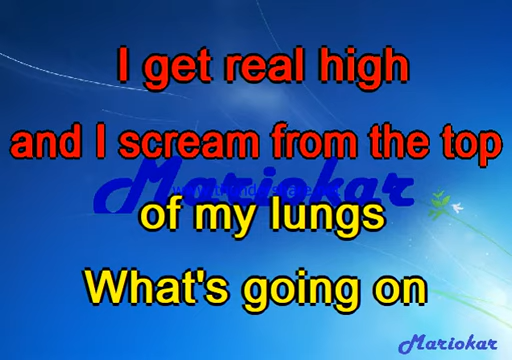 I get real high
and I scream from the top
Mariokar
of my lungs
What's going on
Mariokar